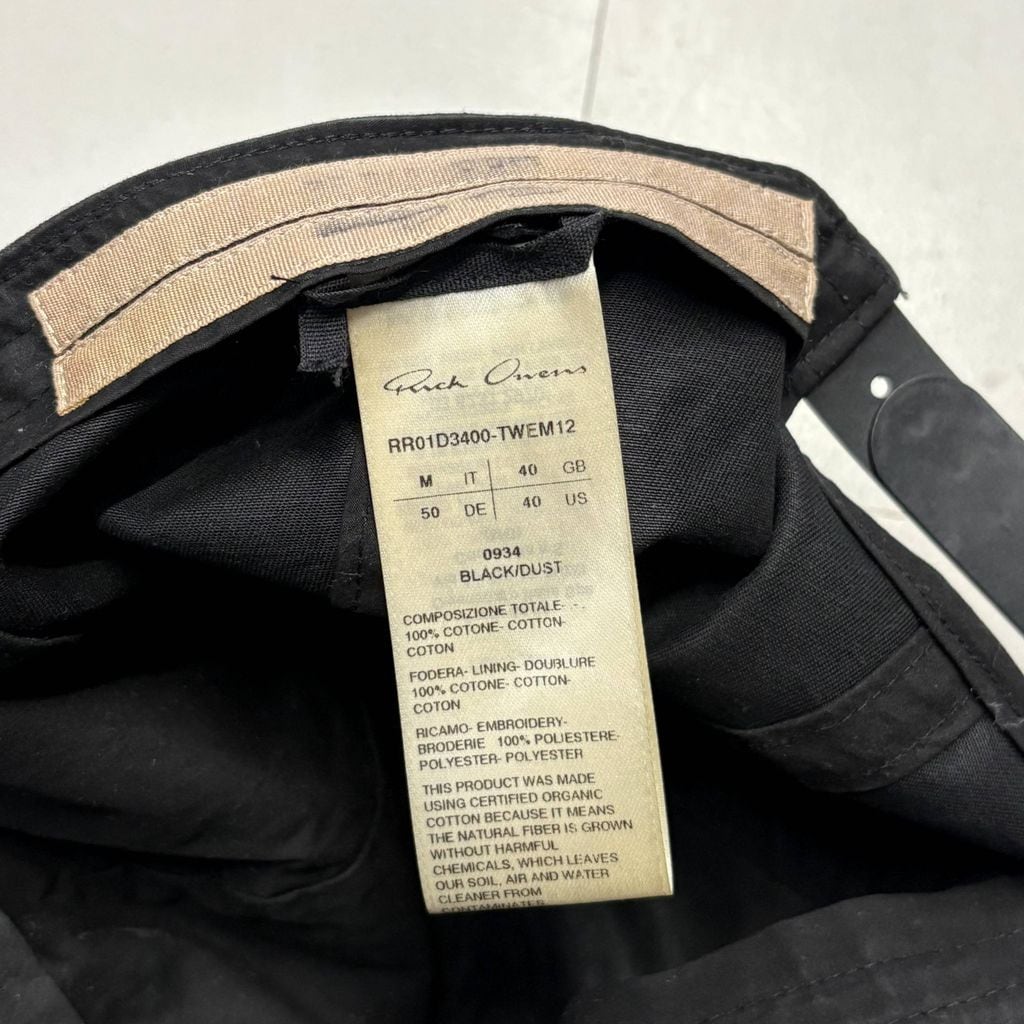 Rick Owens
RR01D3400-TWEM12
M IT 40 GB
50 DE 40 US
0934
BLACK/DUST
COMPOSIZIONE TOTALE-
100% COTONE- COTTON-
COTON
FODERA- LINING- DOUBLURE
100% COTONE- COTTON-
COTON
RICAMO- EMBROIDERY-
BRODERIE 100% POLIESTERE-
POLYESTER- POLYESTER
THIS PRODUCT WAS MADE
USING CERTIFIED ORGANIC
COTTON BECAUSE IT MEANS
THE NATURAL FIBER IS GROWN
WITHOUT HARMFUL
CHEMICALS, WHICH LEAVES
OUR SOIL, AIR AND WATER
CLEANER FROM